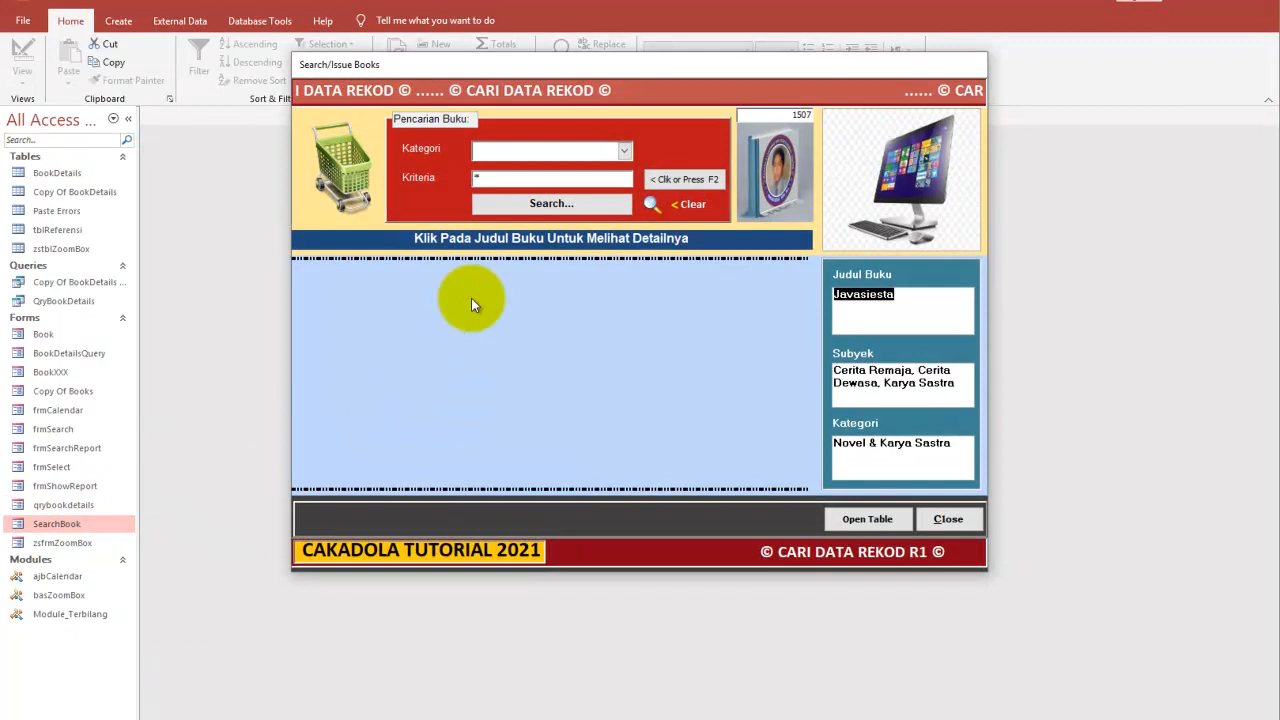 File Home Create External Data Database Tools Help Tell me what you want to do
View Paste Cut Copy Format Painter Filter Ascending Descending Remove Sort Selection New Totals Replace
Views Clipboard Sort & Fil
All Access ...
Search...
Tables
BookDetails
Copy Of BookDetails
Paste Errors
tblReferensi
zstblZoomBox
Queries
Copy Of BookDetails ...
QryBookDetails
Forms
Book
BookDetailsQuery
BookXXX
Copy Of Books
frmCalendar
frmSearch
frmSearchReport
frmSelect
frmShowReport
qrybookdetails
SearchBook
zsfrmZoomBox
Modules
ajbCalendar
basZoomBox
Module_Terbilang
Search/Issue Books
I DATA REKOD © ...... © CARI DATA REKOD © ...... © CAR
Pencarian Buku:
1507
Kategori
Kriteria * < Clik or Press F2
Search... < Clear
Klik Pada Judul Buku Untuk Melihat Detailnya
Judul Buku
Javasiesta
Subyek
Cerita Remaja, Cerita
Dewasa, Karya Sastra
Kategori
Novel & Karya Sastra
Open Table Close
CAKADOLA TUTORIAL 2021 © CARI DATA REKOD R1 ©